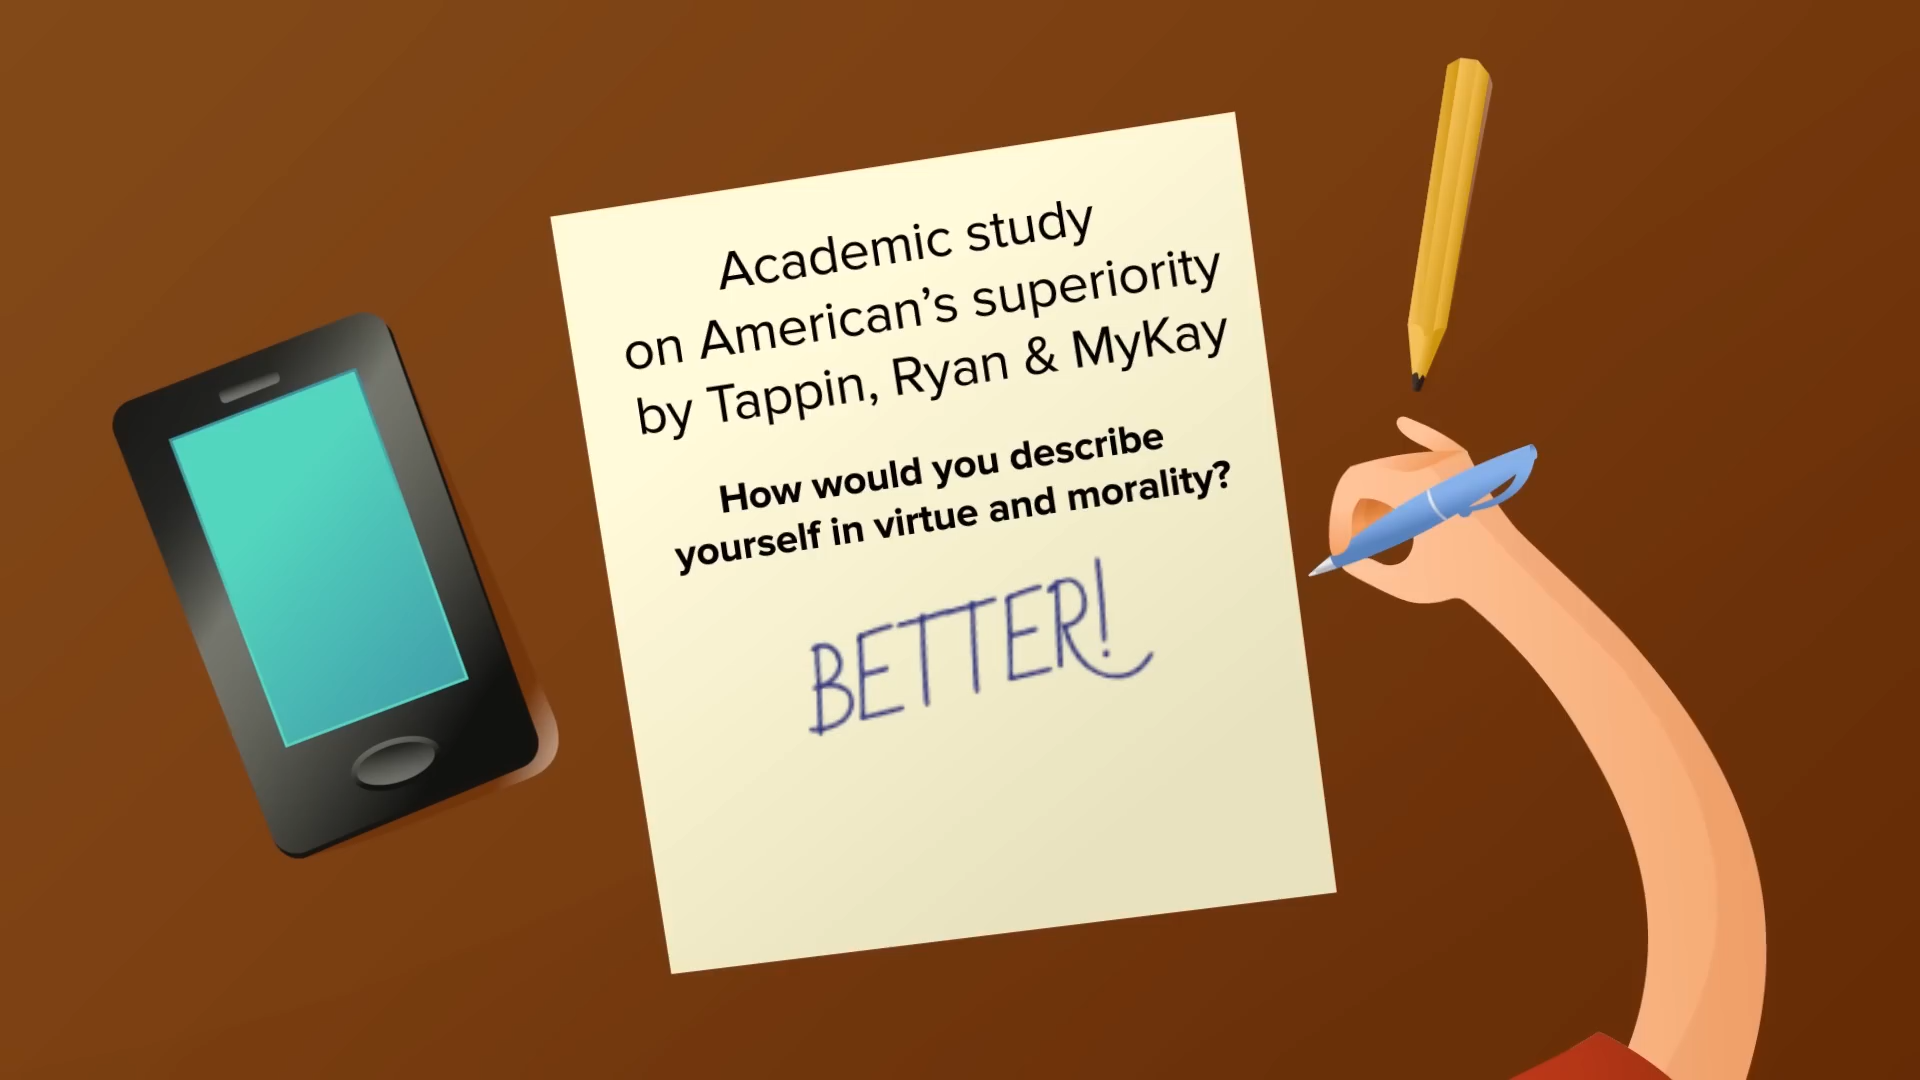 Academic study
on American’s superiority
by Tappin, Ryan & MyKay
How would you describe
yourself in virtue and morality?
BETTER!